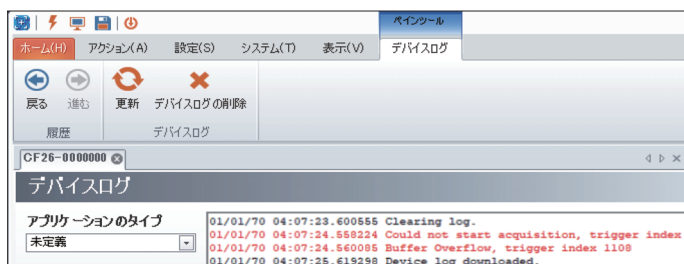 ペインツール
ホーム(H) アクション(A) 設定(S) システム(T) 表示(V) デバイスログ
戻る 進む 更新 デバイスログの削除
履歴 デバイスログ
CF26-0000000
デバイスログ
アプリケーションのタイプ
未定義
01/01/70 04:07:23.600555 Clearing log.
01/01/70 04:07:24.558224 Could not start acquisition, trigger index
01/01/70 04:07:24.560085 Buffer Overflow, trigger index 1108
01/01/70 04:07:25.619298 Device log downloaded.